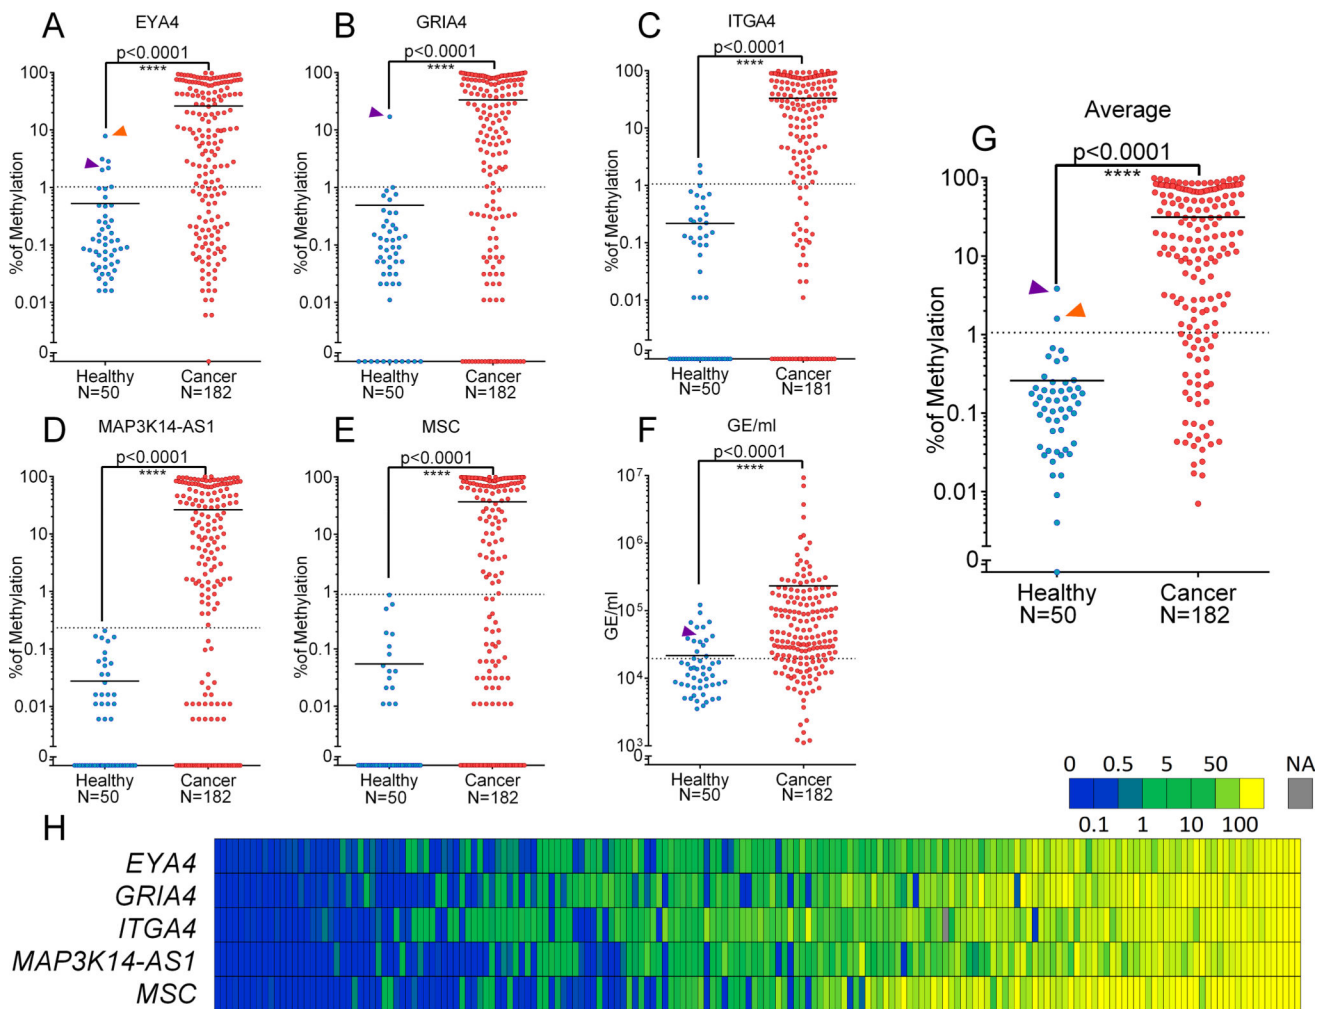 A
EYA4
p<0.0001
****
%of Methylation
100
10
1
0.1
0.01
0
Healthy
N=50
Cancer
N=182
B
GRIA4
p<0.0001
****
%of Methylation
100
10
1
0.1
0.01
0
Healthy
N=50
Cancer
N=182
C
ITGA4
p<0.0001
****
%of Methylation
100
10
1
0.1
0.01
0
Healthy
N=50
Cancer
N=181
D
MAP3K14-AS1
p<0.0001
****
%of Methylation
100
10
1
0.1
0.01
0
Healthy
N=50
Cancer
N=182
E
MSC
p<0.0001
****
%of Methylation
100
10
1
0.1
0.01
0
Healthy
N=50
Cancer
N=182
F
GE/ml
p<0.0001
****
GE/ml
10⁷
10⁶
10⁵
10⁴
10³
0
Healthy
N=50
Cancer
N=182
G
Average
p<0.0001
****
%of Methylation
100
10
1
0.1
0.01
0
Healthy
N=50
Cancer
N=182
0 0.5 5 50 NA
0.1 1 10 100
H
EYA4
GRIA4
ITGA4
MAP3K14-AS1
MSC